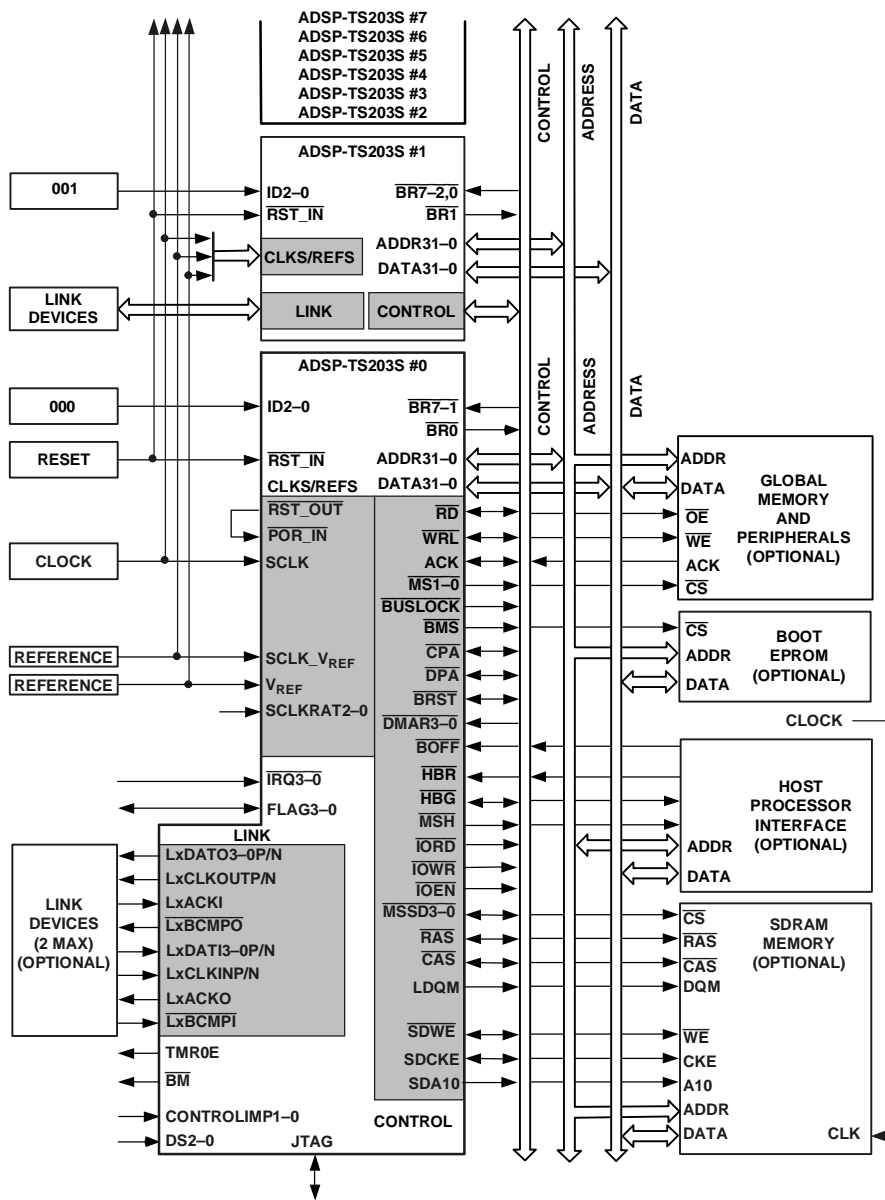 ADSP-TS203S #7
ADSP-TS203S #6
ADSP-TS203S #5
ADSP-TS203S #4
ADSP-TS203S #3
ADSP-TS203S #2
CONTROL
ADDRESS
DATA
ADSP-TS203S #1
001
ID2–0
BR7–2,0
RST_IN
BR1
ADDR31–0
CLKS/REFS
DATA31–0
LINK
DEVICES
LINK
CONTROL
ADSP-TS203S #0
CONTROL
ADDRESS
DATA
000
ID2–0
BR7–1
BR0
RESET
RST_IN
ADDR31–0
CLKS/REFS
DATA31–0
RST_OUT
RD
POR_IN
WRL
CLOCK
SCLK
ACK
MS1–0
BUSLOCK
BMS
REFERENCE
SCLK_VREF
CPA
REFERENCE
VREF
DPA
SCLKRAT2–0
BRST
DMAR3–0
BOFF
IRQ3–0
HBR
FLAG3–0
HBG
MSH
LINK
IORD
IOWR
IOEN
MSSD3–0
RAS
CAS
LDQM
SDWE
SDCKE
SDA10
CONTROL
LINK
DEVICES
(2 MAX)
(OPTIONAL)
LxDATO3–0P/N
LxCLKOUTP/N
LxACKI
LxBCMPO
LxDATI3–0P/N
LxCLKINP/N
LxACKO
LxBCMPI
TMR0E
BM
CONTROLIMP1–0
DS2–0
JTAG
ADDR
DATA
OE
WE
ACK
CS
GLOBAL
MEMORY
AND
PERIPHERALS
(OPTIONAL)
CS
ADDR
DATA
BOOT
EPROM
(OPTIONAL)
CLOCK
HOST
PROCESSOR
INTERFACE
(OPTIONAL)
ADDR
DATA
SDRAM
MEMORY
(OPTIONAL)
CS
RAS
CAS
DQM
WE
CKE
A10
ADDR
DATA
CLK